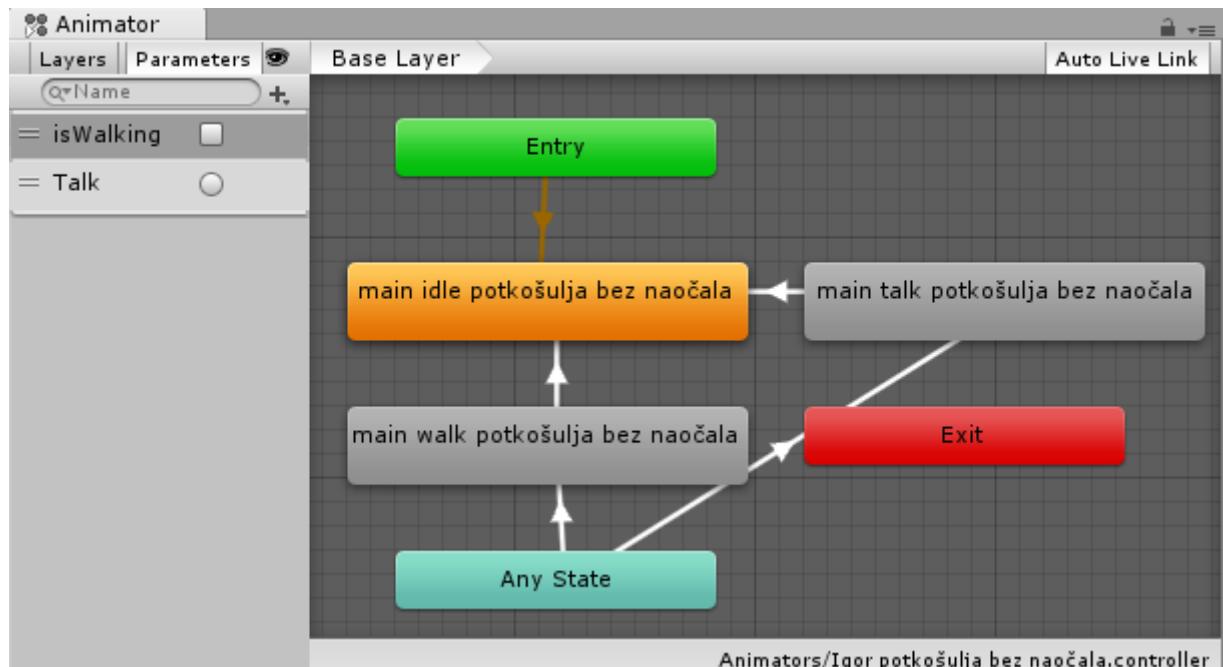 Animator
Layers Parameters
Base Layer
Auto Live Link
Name
isWalking
Talk
Entry
main idle potkošulja bez naočala
main talk potkošulja bez naočala
main walk potkošulja bez naočala
Exit
Any State
Animators/Igor potkošulja bez naočala.controller